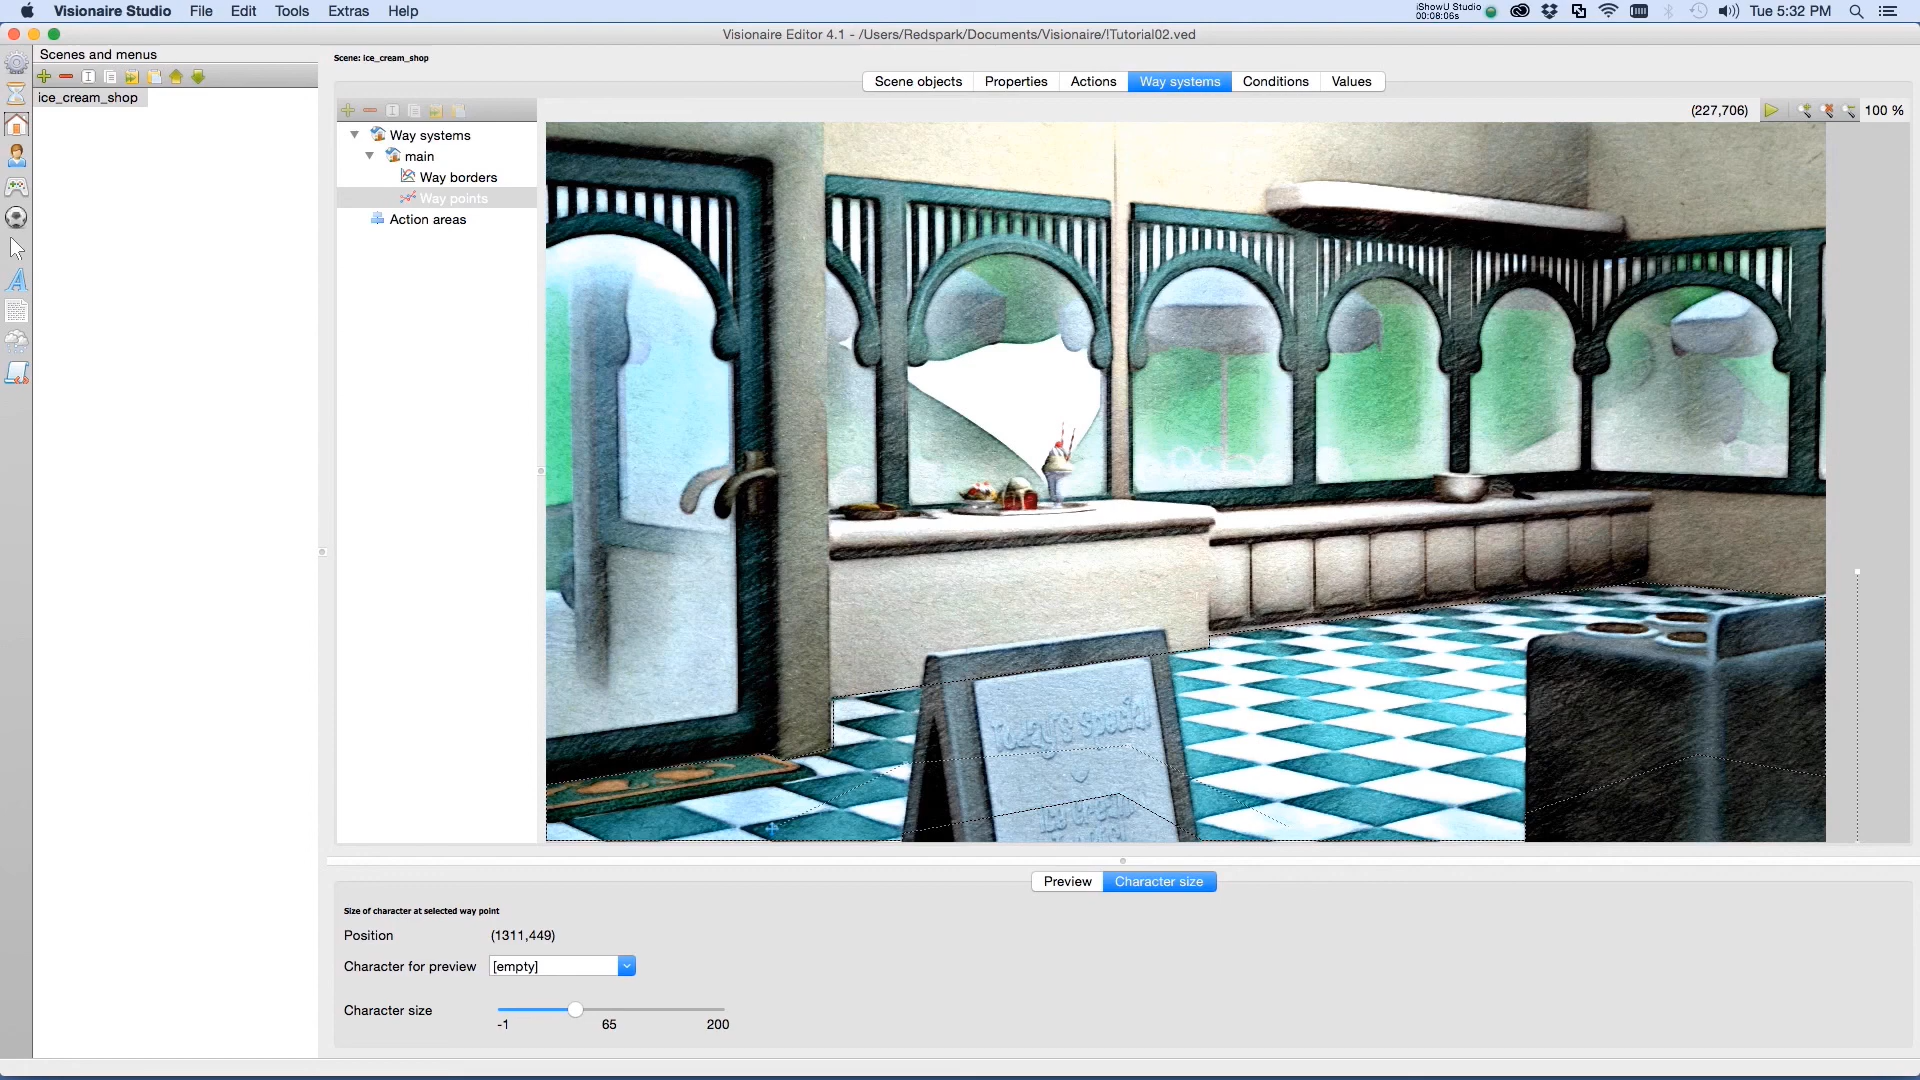 Visionaire Studio File Edit Tools Extras Help
iShowU Studio
00:08:06s
Tue 5:32 PM
Visionaire Editor 4.1 - /Users/Redspark/Documents/Visionaire/!Tutorial02.ved
Scenes and menus
Scene: ice_cream_shop
Scene objects Properties Actions Way systems Conditions Values
ice_cream_shop
(227,706) 100 %
Way systems
main
Way borders
Way points
Action areas
Today's Special
Preview Character size
Size of character at selected way point
Position (1311,449)
Character for preview [empty]
Character size
-1 65 200